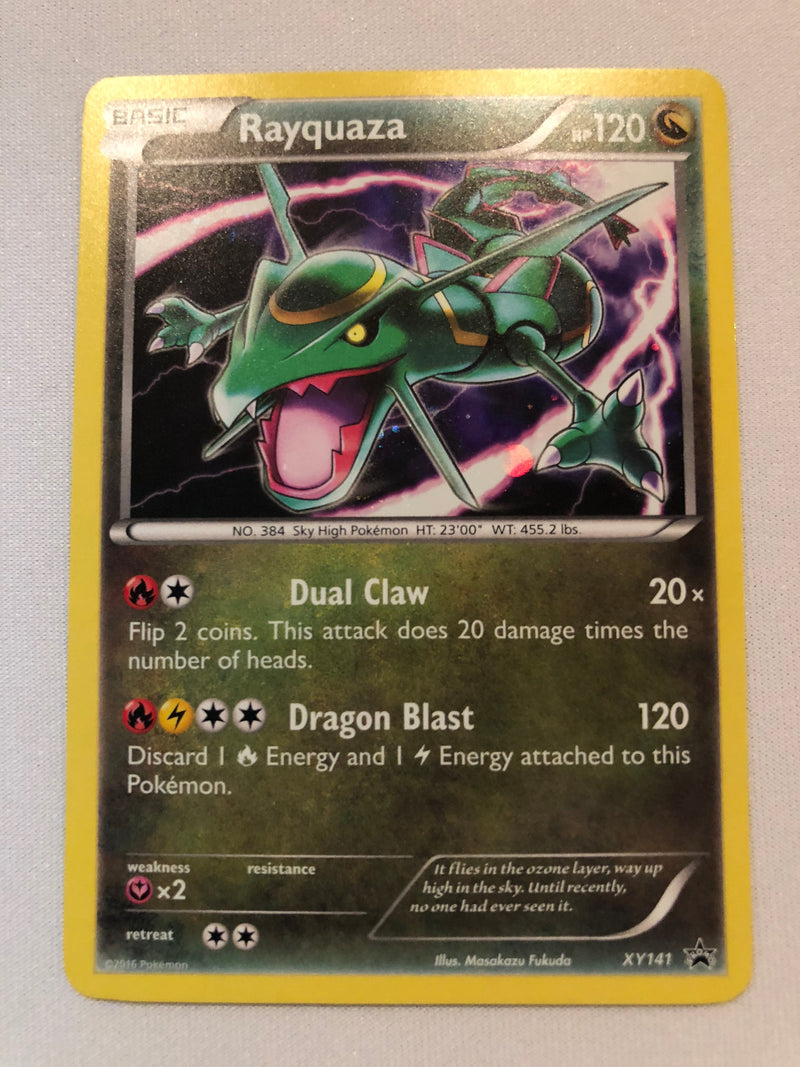 BASIC Rayquaza HP 120
NO. 384 Sky High Pokémon HT: 23'00" WT: 455.2 lbs.
Dual Claw 20x
Flip 2 coins. This attack does 20 damage times the
number of heads.
Dragon Blast 120
Discard 1 Energy and 1 Energy attached to this
Pokémon.
weakness resistance
×2
It flies in the ozone layer, way up
high in the sky. Until recently,
no one had ever seen it.
retreat
©2016 Pokémon Illus. Masakazu Fukuda XY141